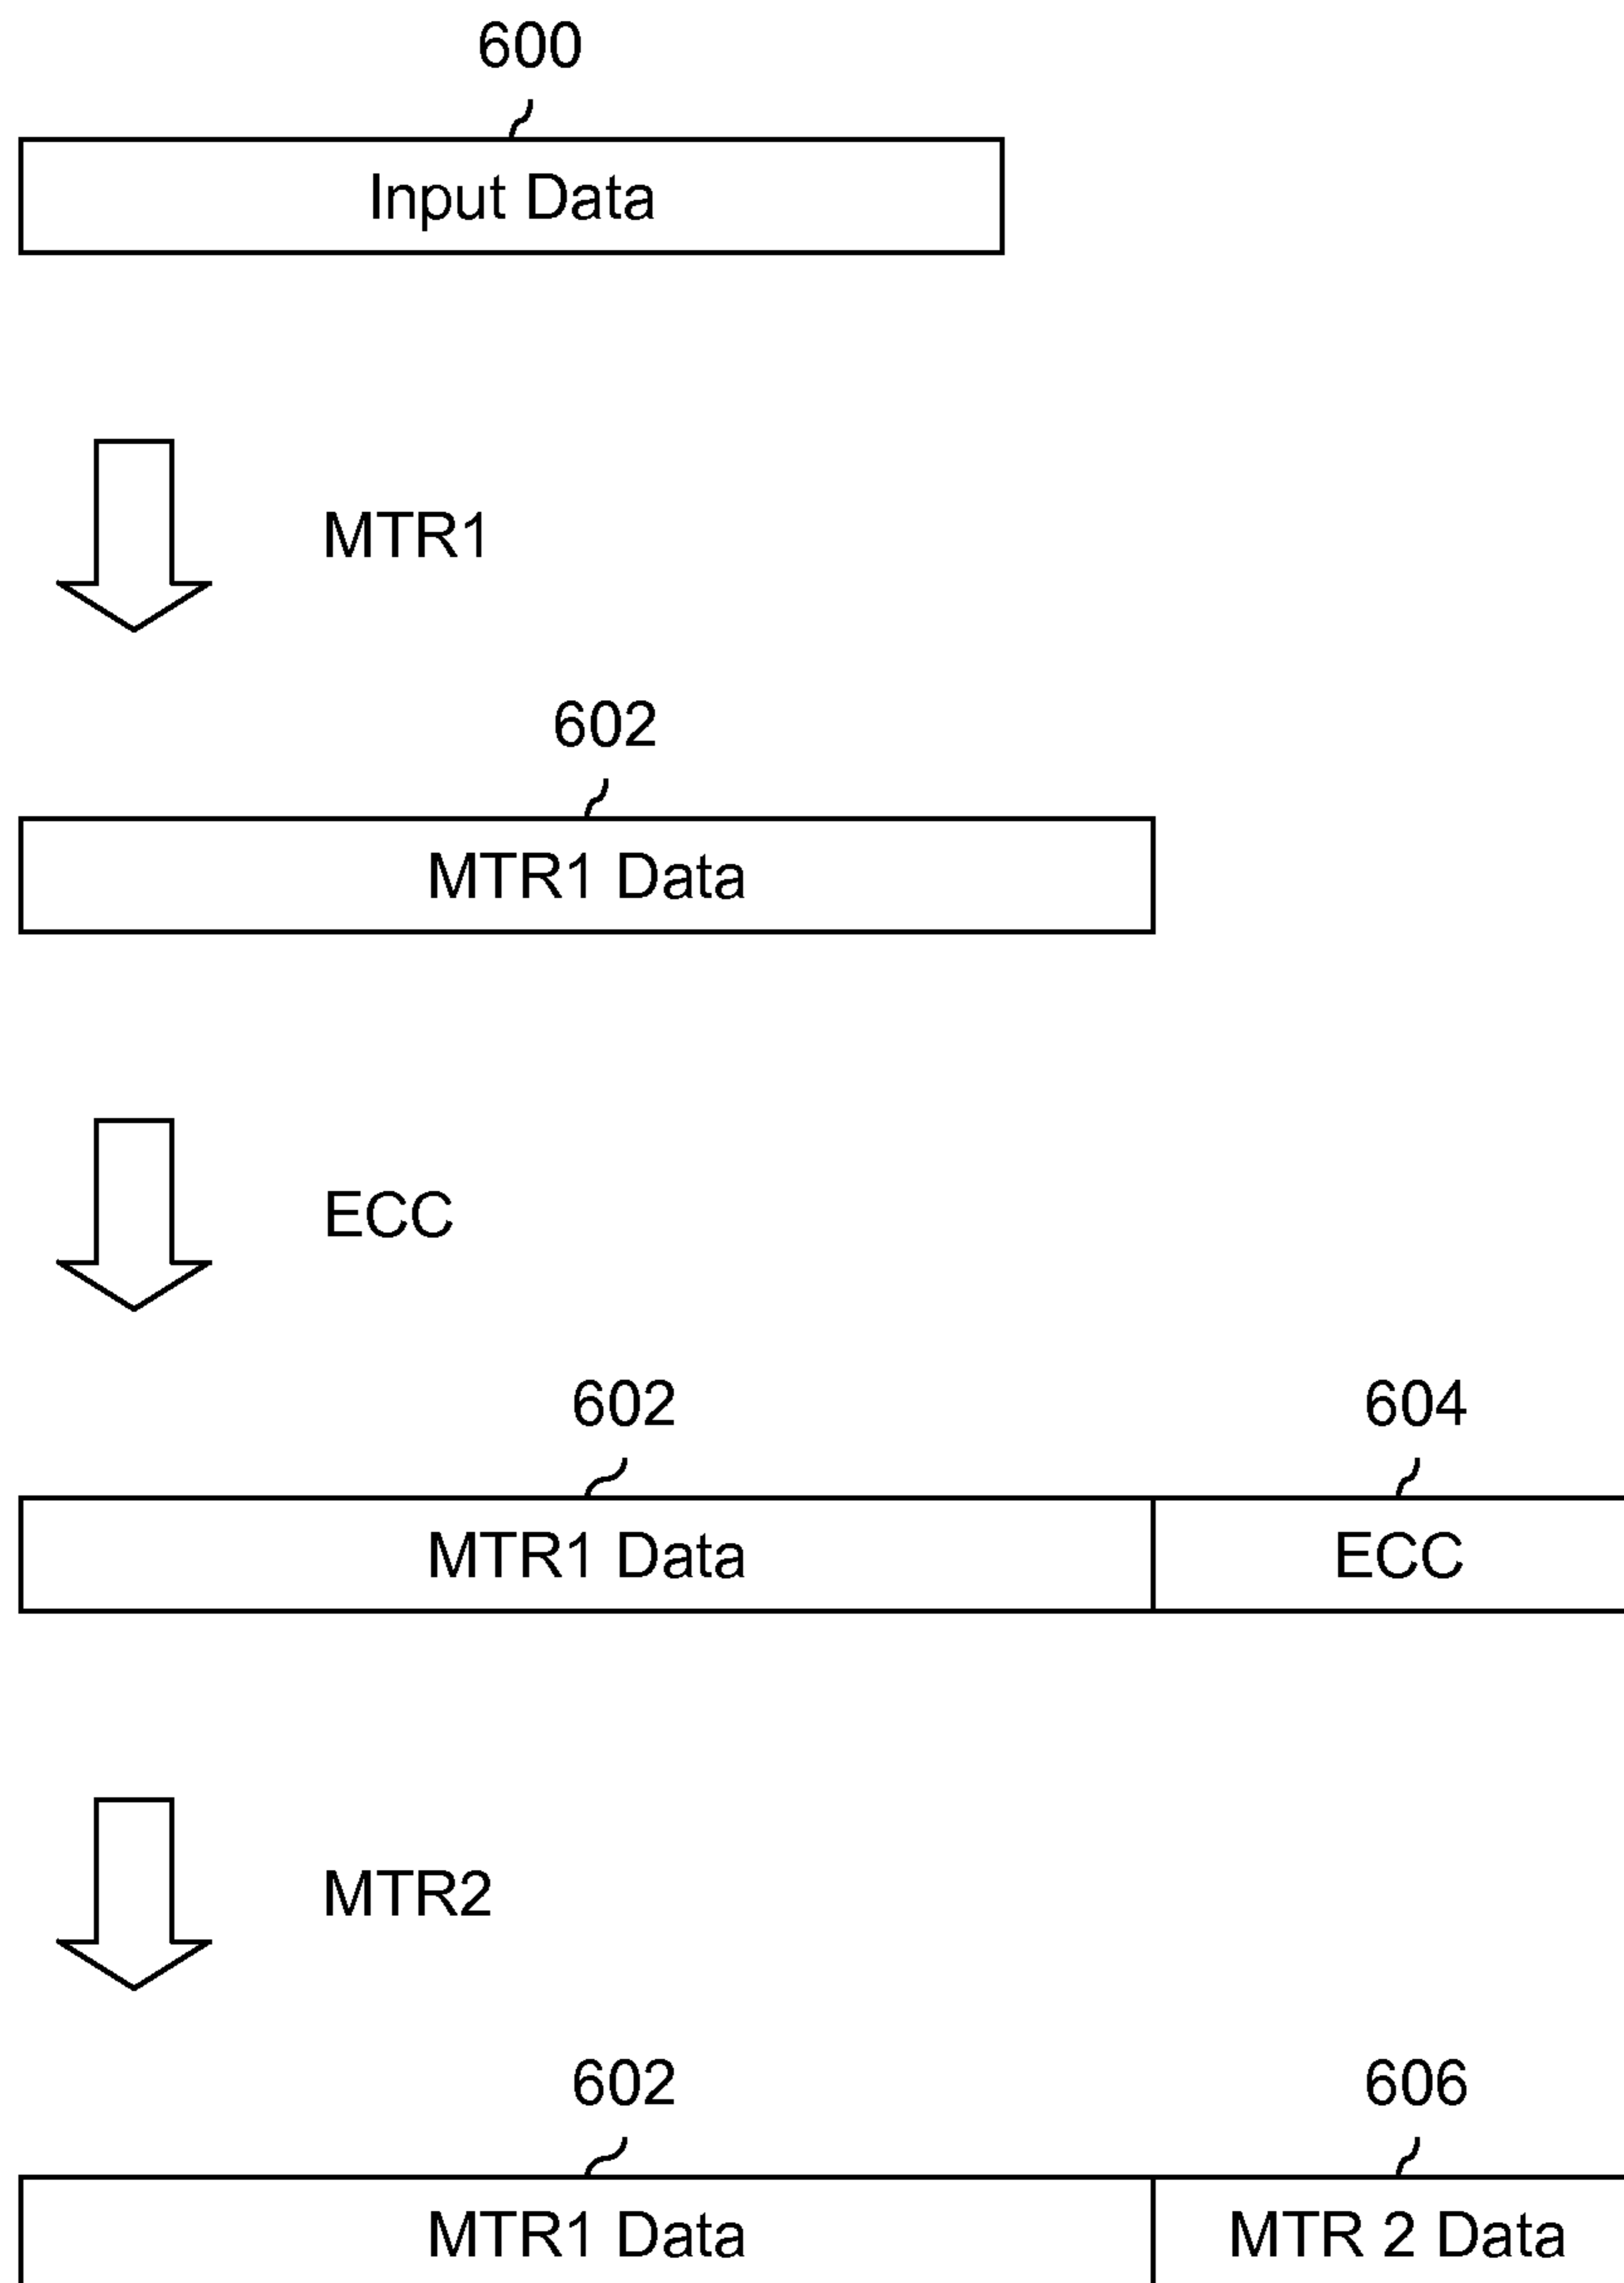 600
Input Data
MTR1
602
MTR1 Data
ECC
602 604
MTR1 Data ECC
MTR2
602 606
MTR1 Data MTR 2 Data